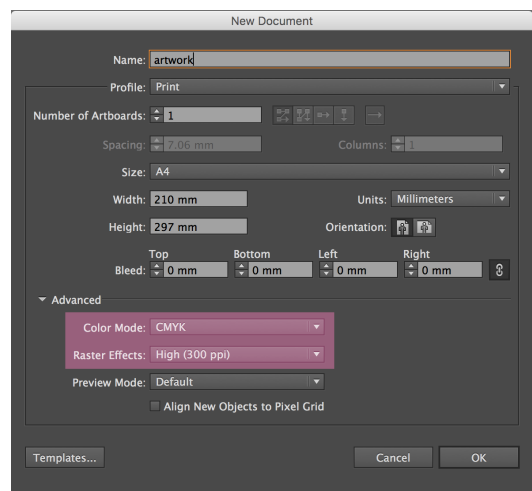 New Document
Name: artwork
Profile: Print
Number of Artboards: 1
Spacing: 7.06 mm Columns: 1
Size: A4
Width: 210 mm Units: Millimeters
Height: 297 mm Orientation:
Top Bottom Left Right
Bleed: 0 mm 0 mm 0 mm 0 mm
Advanced
Color Mode: CMYK
Raster Effects: High (300 ppi)
Preview Mode: Default
Align New Objects to Pixel Grid
Templates... Cancel OK